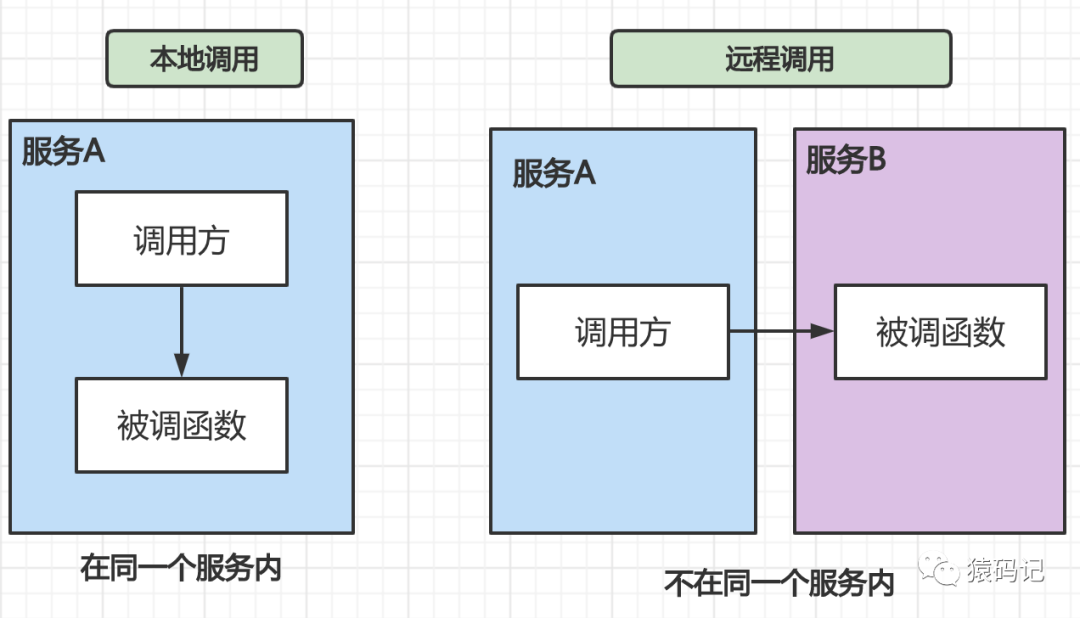 本地调用
服务A
调用方
被调函数
在同一个服务内
远程调用
服务A
调用方
服务B
被调函数
不在同一个服务内
猿码记